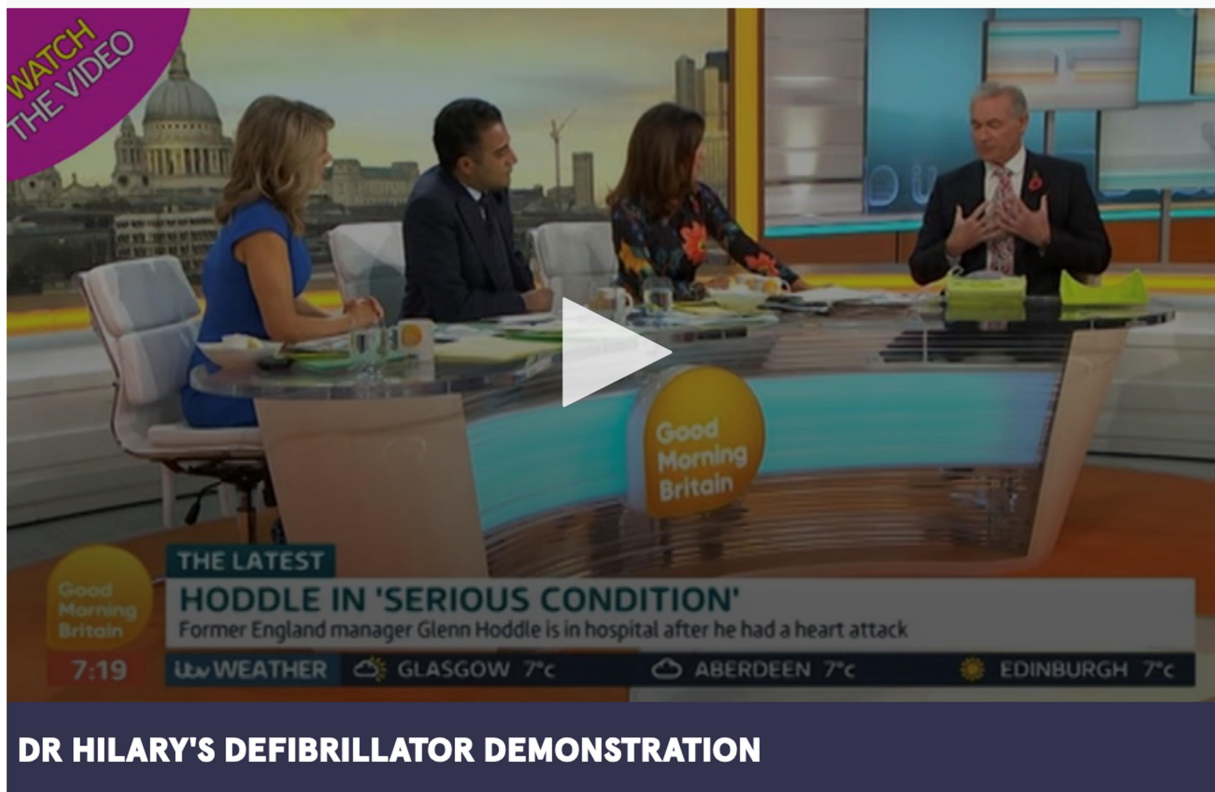 WATCH
THE VIDEO
Good
Morning
Britain
THE LATEST
HODDLE IN 'SERIOUS CONDITION'
Former England manager Glenn Hoddle is in hospital after he had a heart attack
Good
Morning
Britain
7:19
itv WEATHER GLASGOW 7°c ABERDEEN 7°c EDINBURGH 7°c
DR HILARY'S DEFIBRILLATOR DEMONSTRATION